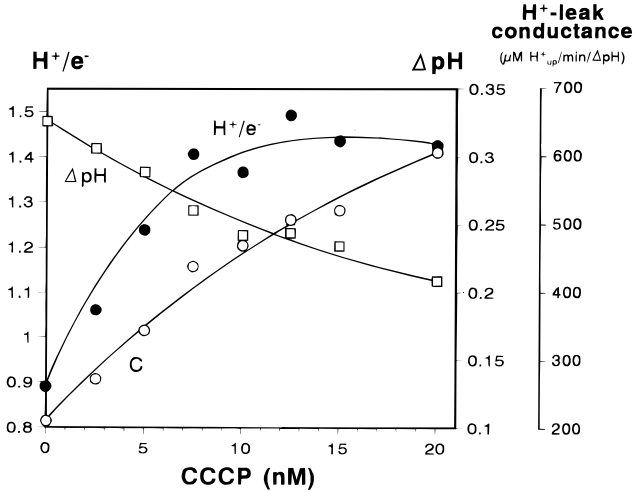 H⁺-leak
conductance
(µM H⁺up/min/ΔpH)
H⁺/e⁻
ΔpH
1.5
1.4
1.3
1.2
1.1
1
0.9
0.8
H⁺/e⁻
ΔpH
C
0.35
0.3
0.25
0.2
0.15
0.1
700
600
500
400
300
200
0
5
10
15
20
CCCP (nM)